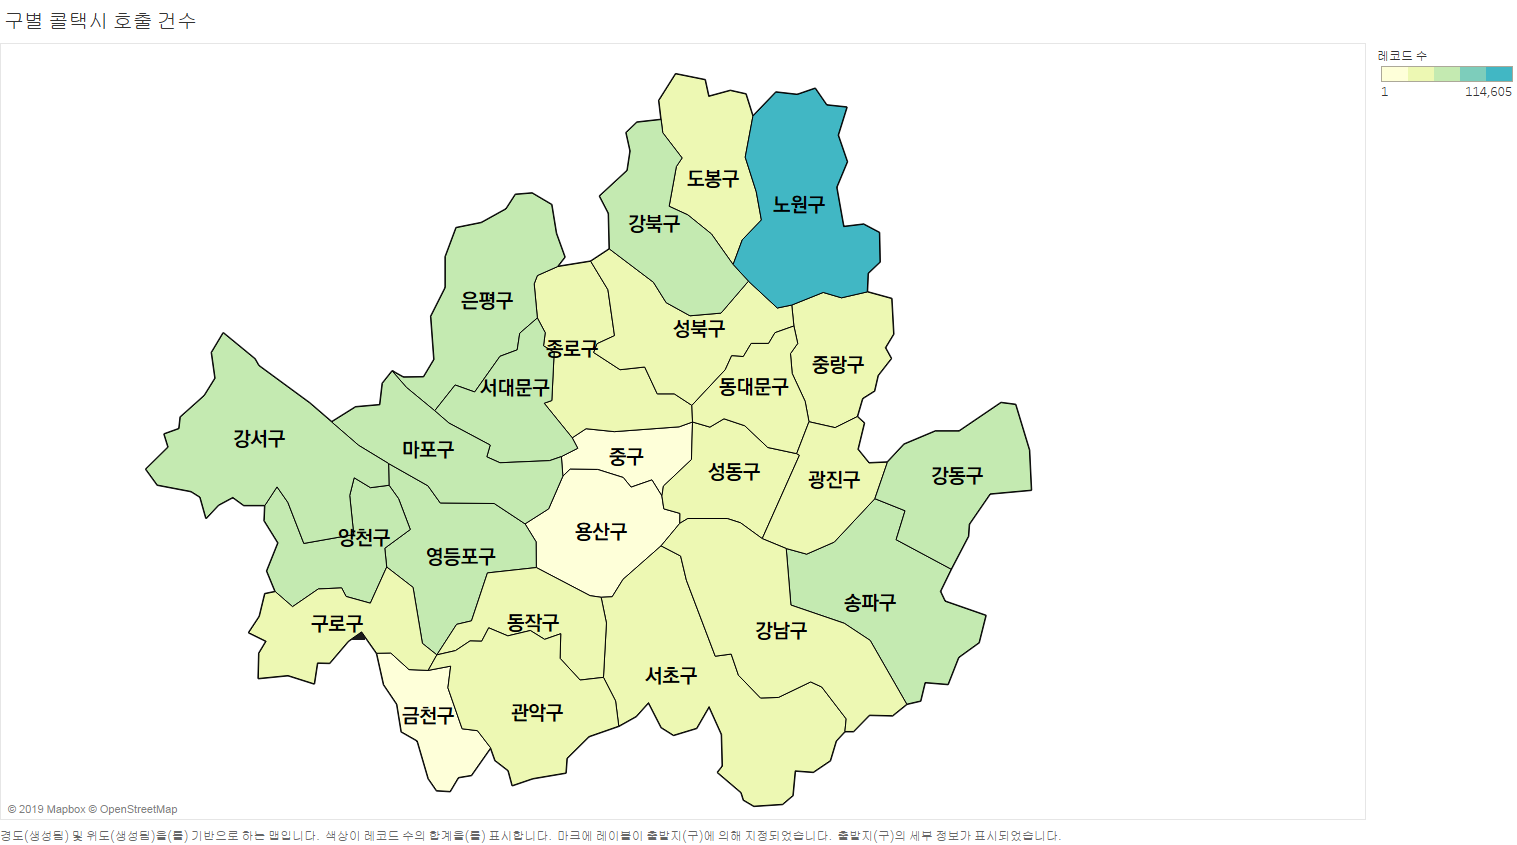 구별 콜택시 호출 건수
레코드 수
1 114,605
도봉구
노원구
강북구
은평구
성북구
종로구
중랑구
서대문구
동대문구
강서구
마포구
중구
성동구
광진구
강동구
양천구
용산구
영등포구
송파구
구로구
동작구
강남구
서초구
금천구
관악구
© 2019 Mapbox © OpenStreetMap
경도(생성됨) 및 위도(생성됨)을(를) 기반으로 하는 맵입니다. 색상이 레코드 수의 합계을(를) 표시합니다. 마크에 레이블이 출발지(구)에 의해 지정되었습니다. 출발지(구)의 세부 정보가 표시되었습니다.